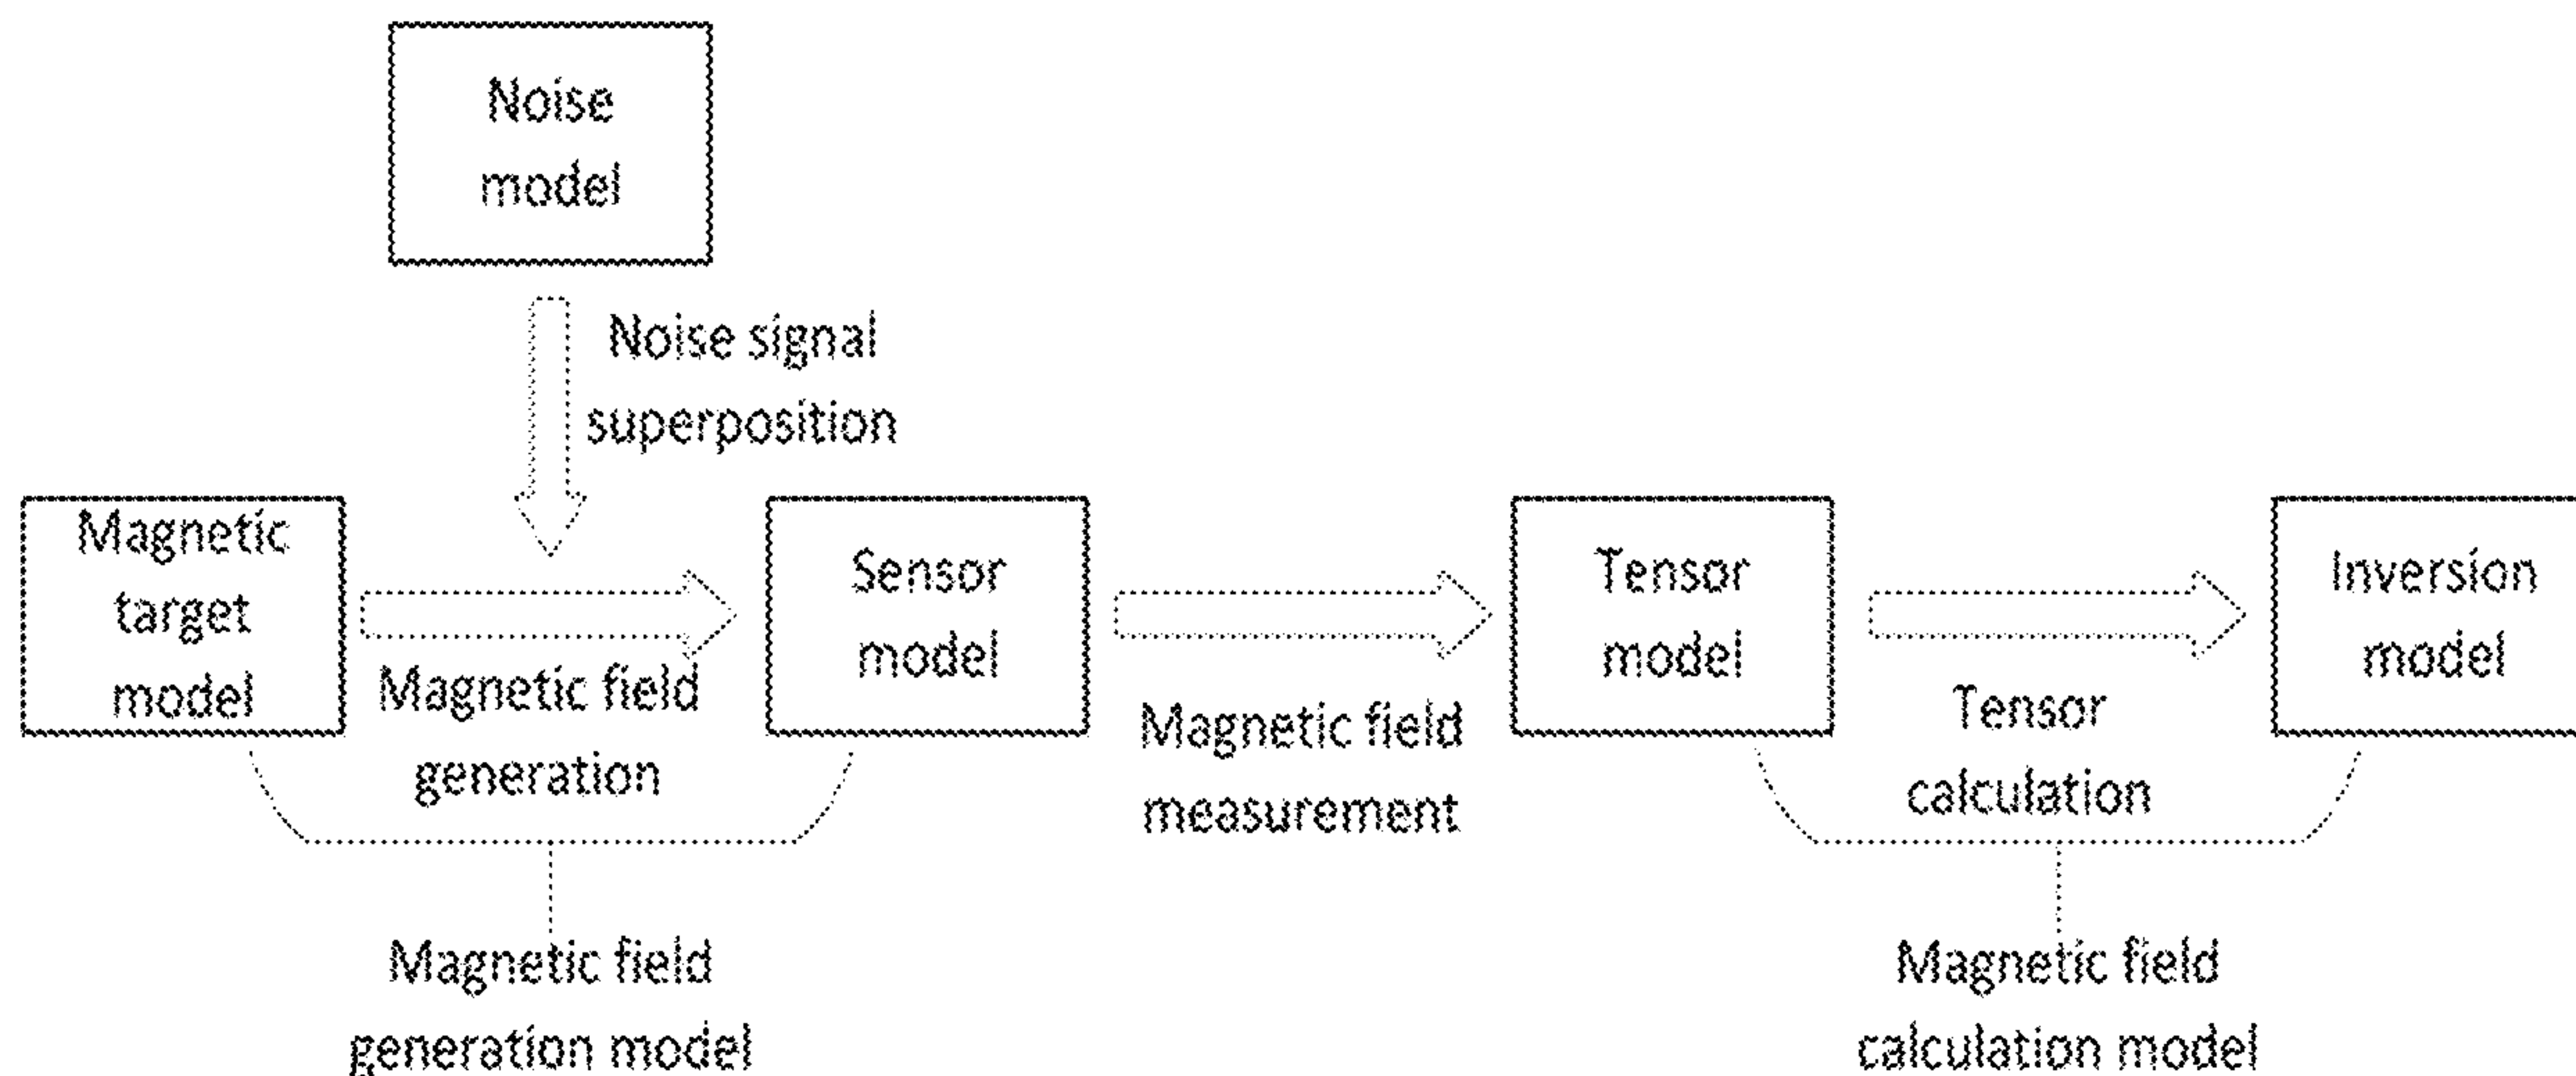 Noise
model
Noise signal
superposition
Magnetic
target
model
Magnetic field
generation
Sensor
model
Magnetic field
measurement
Tensor
model
Tensor
calculation
Inversion
model
Magnetic field
generation model
Magnetic field
calculation model